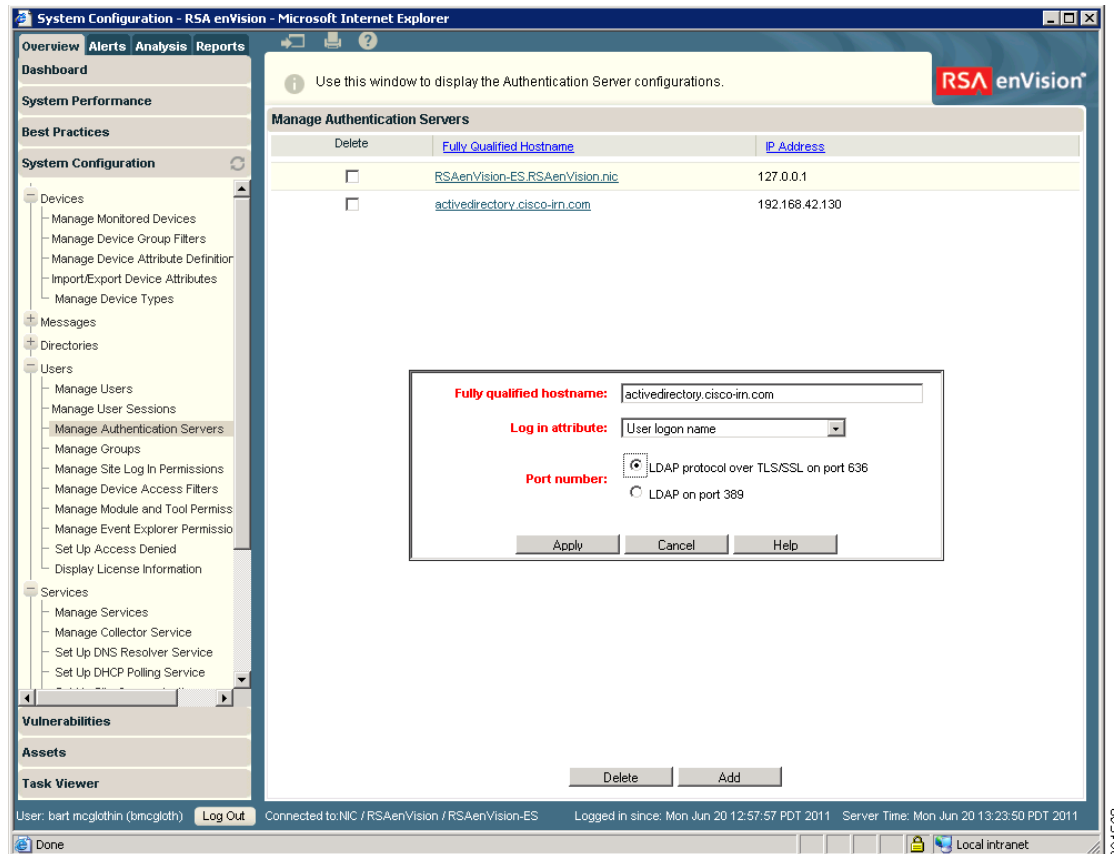 System Configuration - RSA enVision - Microsoft Internet Explorer
Overview Alerts Analysis Reports
Dashboard
System Performance
Best Practices
System Configuration
Devices
Manage Monitored Devices
Manage Device Group Filters
Manage Device Attribute Definition
Import/Export Device Attributes
Manage Device Types
Messages
Directories
Users
Manage Users
Manage User Sessions
Manage Authentication Servers
Manage Groups
Manage Site Log In Permissions
Manage Device Access Filters
Manage Module and Tool Permiss
Manage Event Explorer Permissio
Set Up Access Denied
Display License Information
Services
Manage Services
Manage Collector Service
Set Up DNS Resolver Service
Set Up DHCP Polling Service
Vulnerabilities
Assets
Task Viewer
Use this window to display the Authentication Server configurations.
RSA enVision
Manage Authentication Servers
Delete Fully Qualified Hostname IP Address
RSAenVision-ES.RSAenVision.nic 127.0.0.1
activedirectory.cisco-irn.com 192.168.42.130
Fully qualified hostname: activedirectory.cisco-irn.com
Log in attribute: User logon name
Port number: LDAP protocol over TLS/SSL on port 636
LDAP on port 389
Apply Cancel Help
Delete Add
User: bart mcglothin (bmcgloth) Log Out Connected to:NIC / RSAenVision / RSAenVision-ES Logged in since: Mon Jun 20 12:57:57 PDT 2011 Server Time: Mon Jun 20 13:23:50 PDT 2011
Done Local intranet